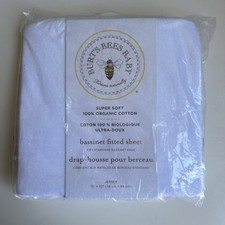 BURT'S BEES BABY
SUPER SOFT
100% ORGANIC COTTON
COTON 100 % BIOLOGIQUE
ULTRA-DOUX
bassinet fitted sheet
drap-housse pour berceau